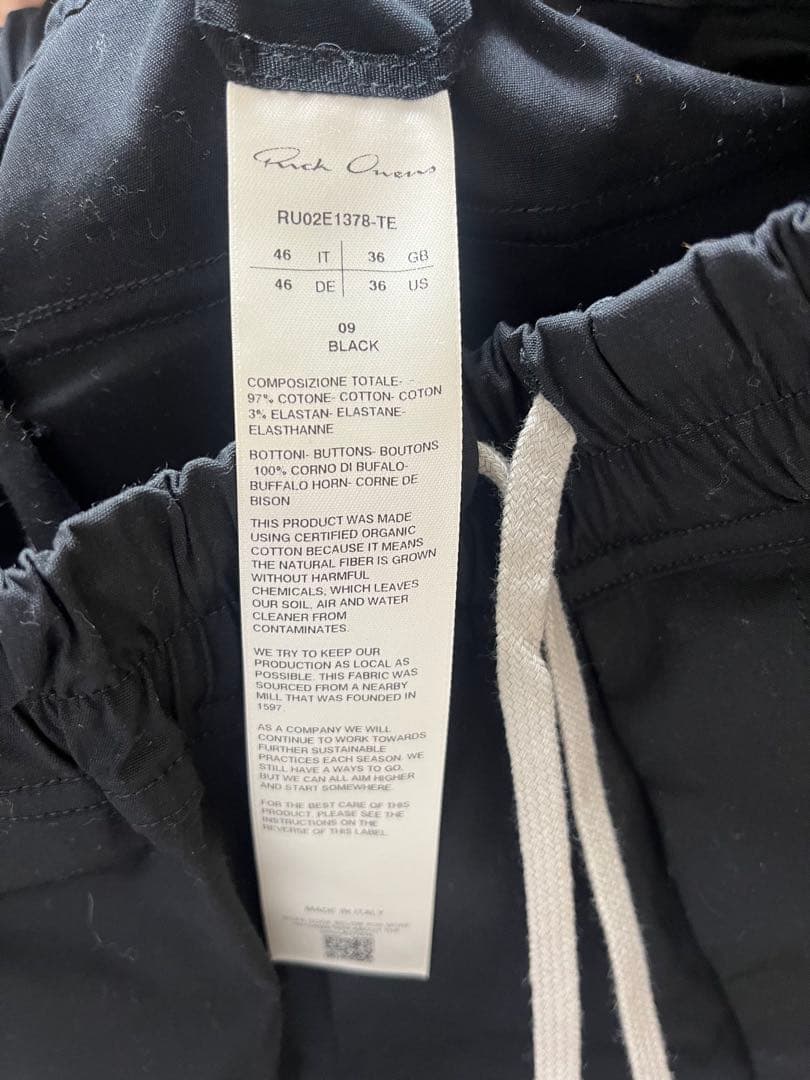 Rick Owens
RU02E1378-TE
46 IT 36 GB
46 DE 36 US
09
BLACK
COMPOSIZIONE TOTALE- -
97% COTONE- COTTON- COTON
3% ELASTAN- ELASTANE-
ELASTHANNE
BOTTONI- BUTTONS- BOUTONS
100% CORNO DI BUFALO-
BUFFALO HORN- CORNE DE
BISON
THIS PRODUCT WAS MADE
USING CERTIFIED ORGANIC
COTTON BECAUSE IT MEANS
THE NATURAL FIBER IS GROWN
WITHOUT HARMFUL
CHEMICALS, WHICH LEAVES
OUR SOIL, AIR AND WATER
CLEANER FROM
CONTAMINATES.
WE TRY TO KEEP OUR
PRODUCTION AS LOCAL AS
POSSIBLE. THIS FABRIC WAS
SOURCED FROM A NEARBY
MILL THAT WAS FOUNDED IN
1597.
AS A COMPANY WE WILL
CONTINUE TO WORK TOWARDS
FURTHER SUSTAINABLE
PRACTICES EACH SEASON. WE
STILL HAVE A WAYS TO GO,
BUT WE CAN ALL AIM HIGHER
AND START SOMEWHERE.
FOR THE BEST CARE OF THIS
PRODUCT, PLEASE SEE THE
INSTRUCTIONS ON THE
REVERSE OF THIS LABEL.
MADE IN ITALY